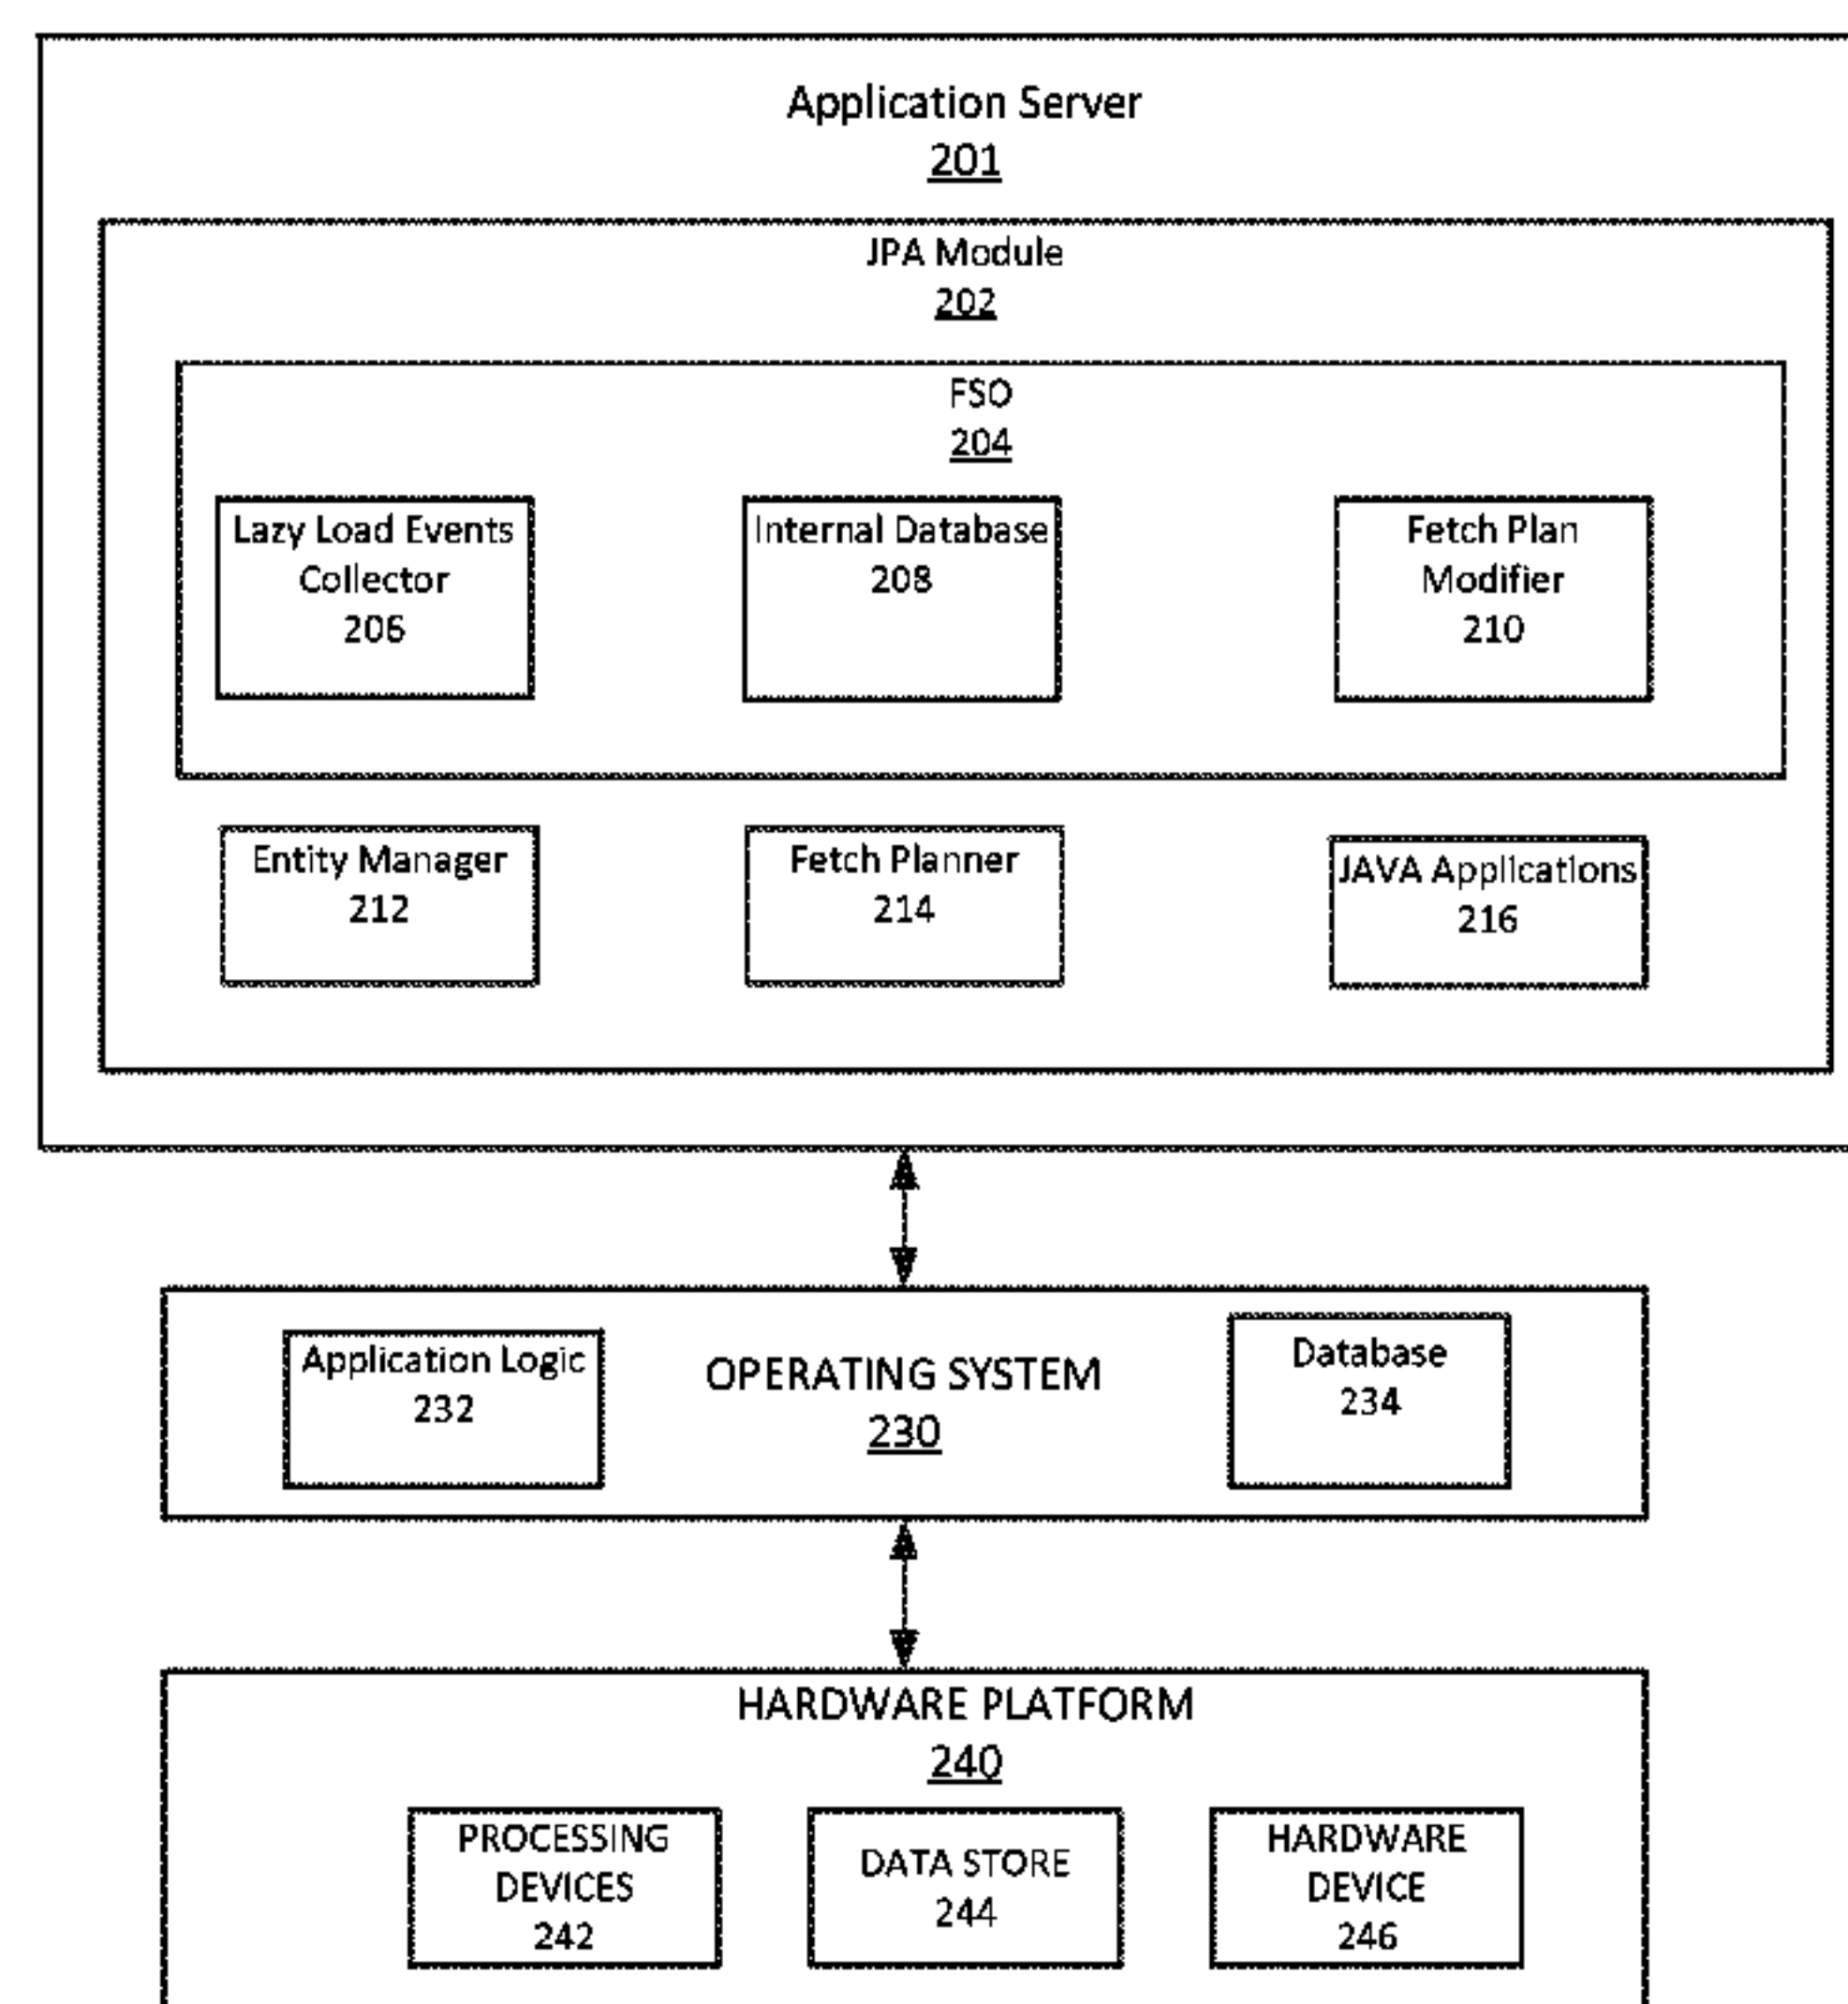 Application Server
201
JPA Module
202
FSO
204
Lazy Load Events
Collector
206
Internal Database
208
Fetch Plan
Modifier
210
Entity Manager
212
Fetch Planner
214
JAVA Applications
216
Application Logic
232
OPERATING SYSTEM
230
Database
234
HARDWARE PLATFORM
240
PROCESSING
DEVICES
242
DATA STORE
244
HARDWARE
DEVICE
246